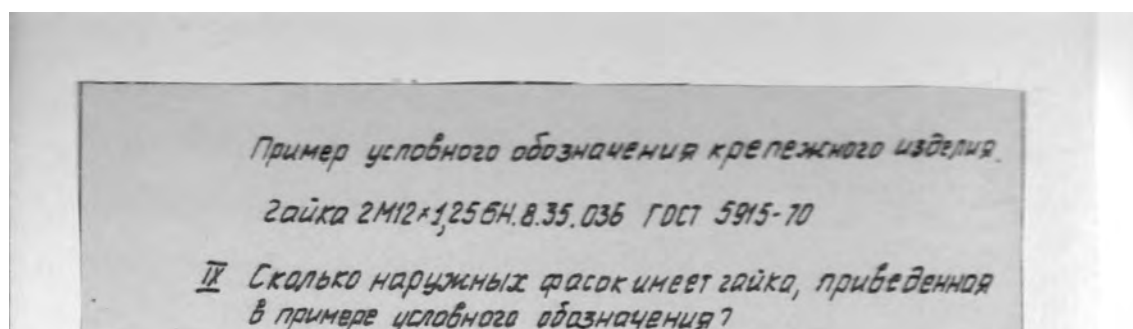 Пример условного обозначения крепежного изделия.
Гайка 2М12×1,25 6Н.8.35.036 ГОСТ 5915-70
IX Сколько наружных фасок имеет гайка, приведенная
в примере условного обозначения?